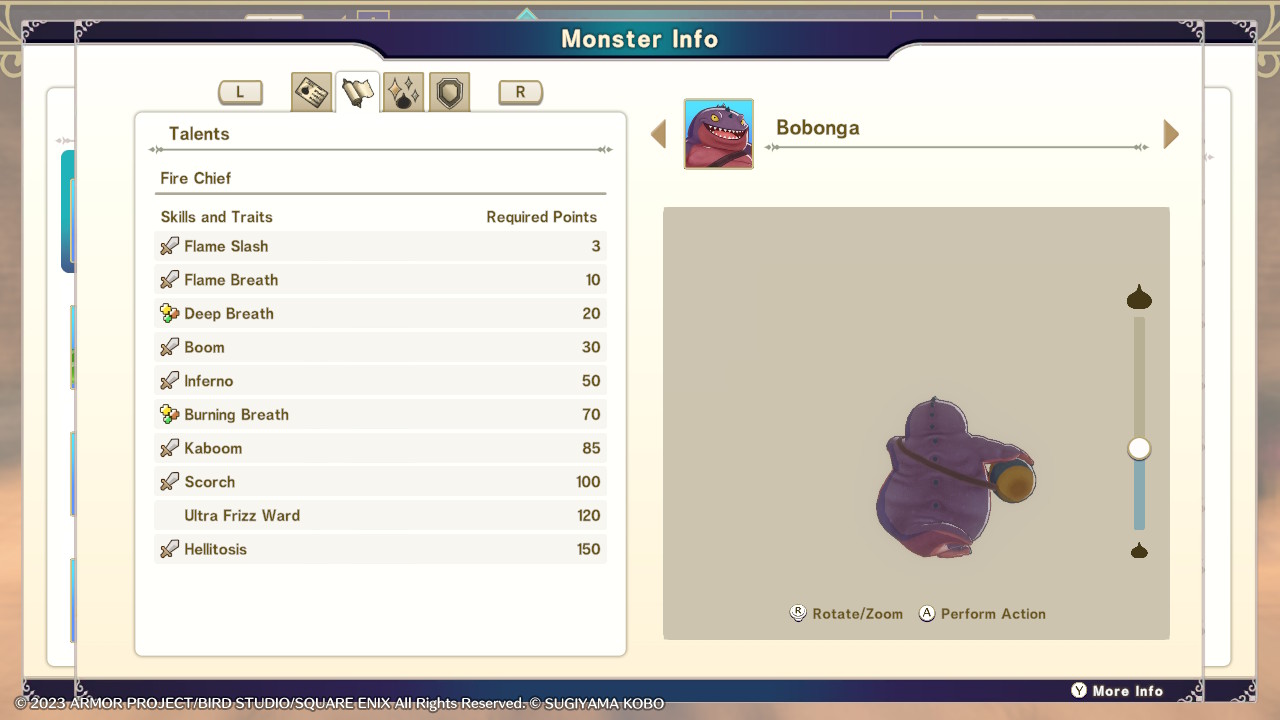 Monster Info
L
R
Talents
Bobonga
Fire Chief
Skills and Traits Required Points
Flame Slash 3
Flame Breath 10
Deep Breath 20
Boom 30
Inferno 50
Burning Breath 70
Kaboom 85
Scorch 100
Ultra Frizz Ward 120
Hellitosis 150
R Rotate/Zoom A Perform Action
Y More Info
© 2023 ARMOR PROJECT/BIRD STUDIO/SQUARE ENIX All Rights Reserved. © SUGIYAMA KOBO